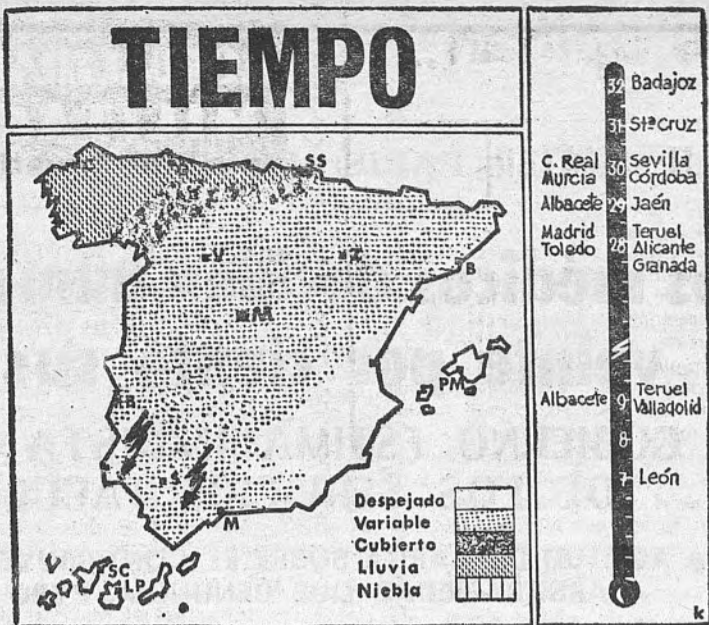 TIEMPO
SS
V
Z
B
M
B
PM
S
M
V
SC
LP
Despejado
Variable
Cubierto
Lluvia
Niebla
32 Badajoz
31 Stª Cruz
C. Real 30 Sevilla
Murcia Córdoba
Albacete 29 Jaén
Madrid 28 Teruel
Toledo Alicante
Granada
Albacete 9 Teruel
Valladolid
8
7 León
k